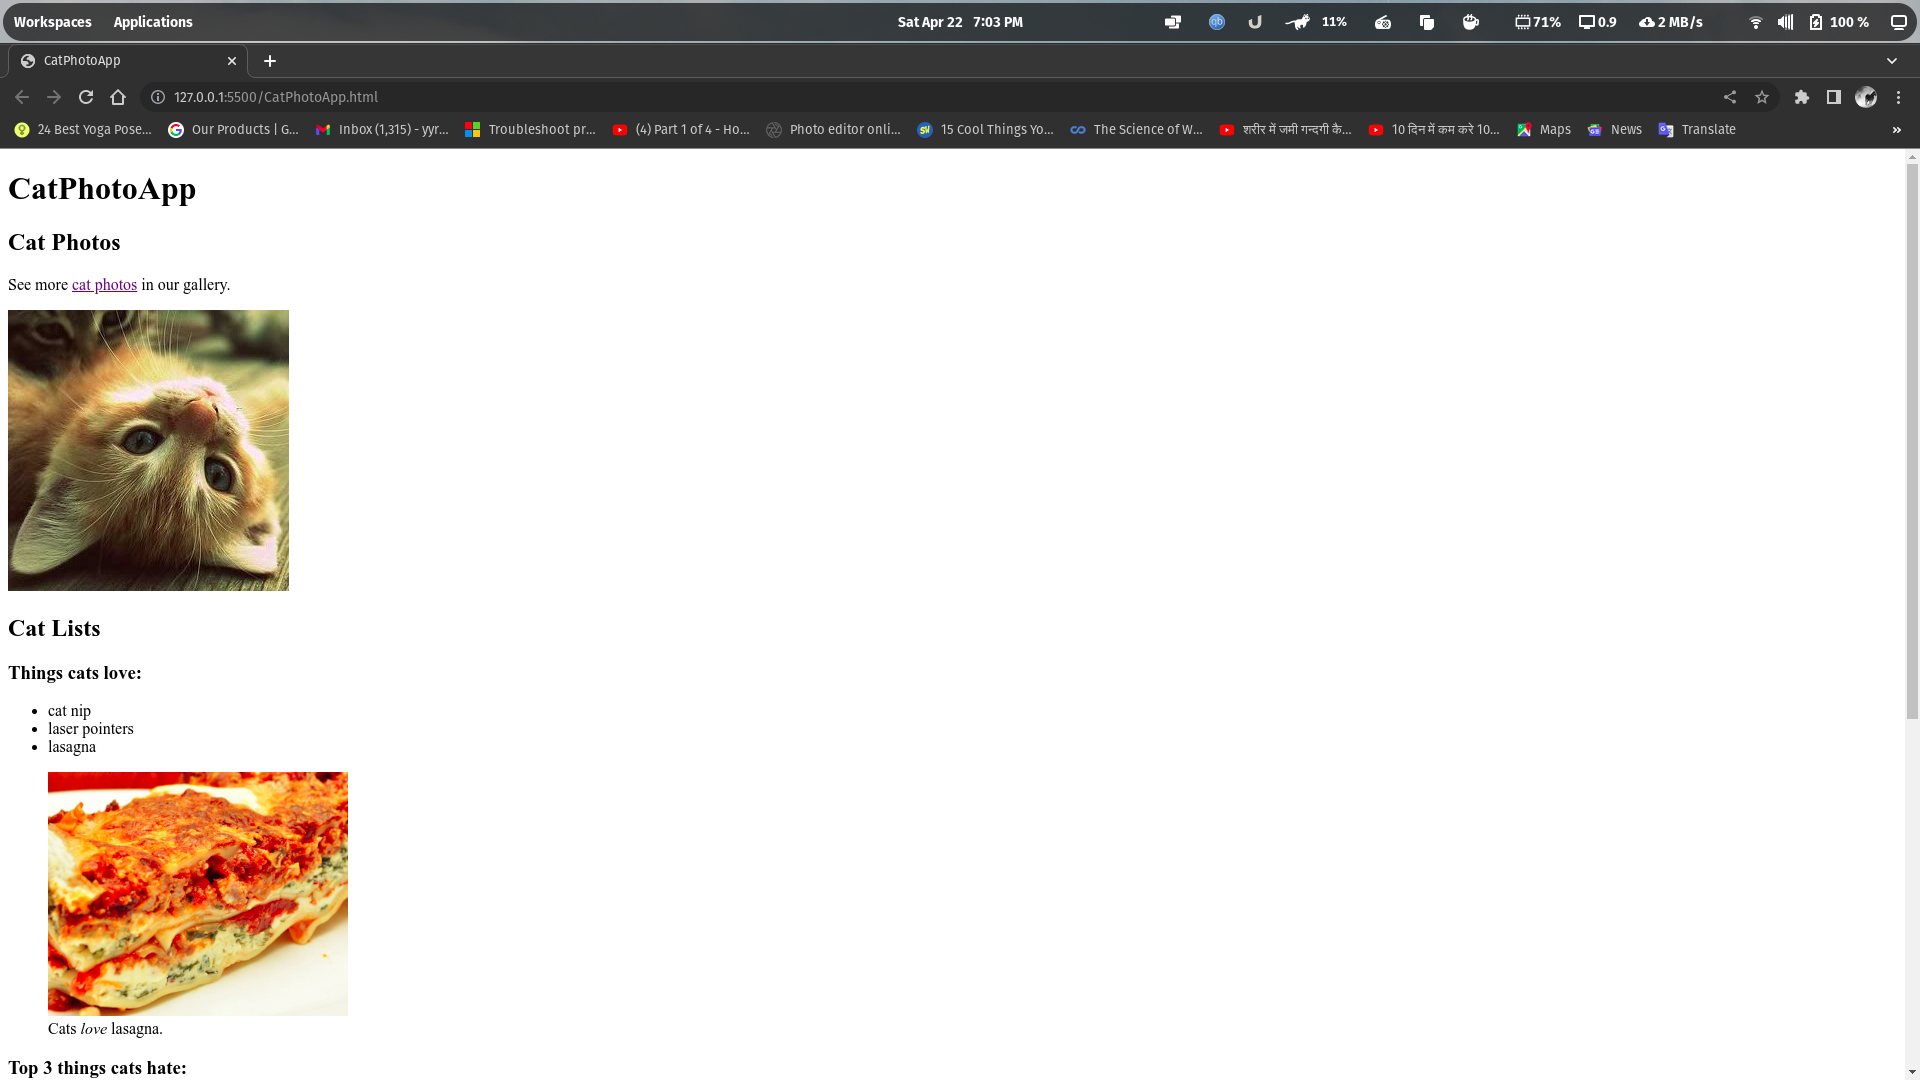 Workspaces Applications Sat Apr 22 7:03 PM 11% 71% 0.9 2 MB/s 100 %
CatPhotoApp
127.0.0.1:5500/CatPhotoApp.html
24 Best Yoga Pose... Our Products | G... Inbox (1,315) - yyr... Troubleshoot pr... (4) Part 1 of 4 - Ho... Photo editor onli... 15 Cool Things Yo... The Science of W... शरीर में जमी गन्दगी कै... 10 दिन में कम करे 10... Maps News Translate »
CatPhotoApp
Cat Photos
See more cat photos in our gallery.
Cat Lists
Things cats love:
• cat nip
• laser pointers
• lasagna
Cats love lasagna.
Top 3 things cats hate: